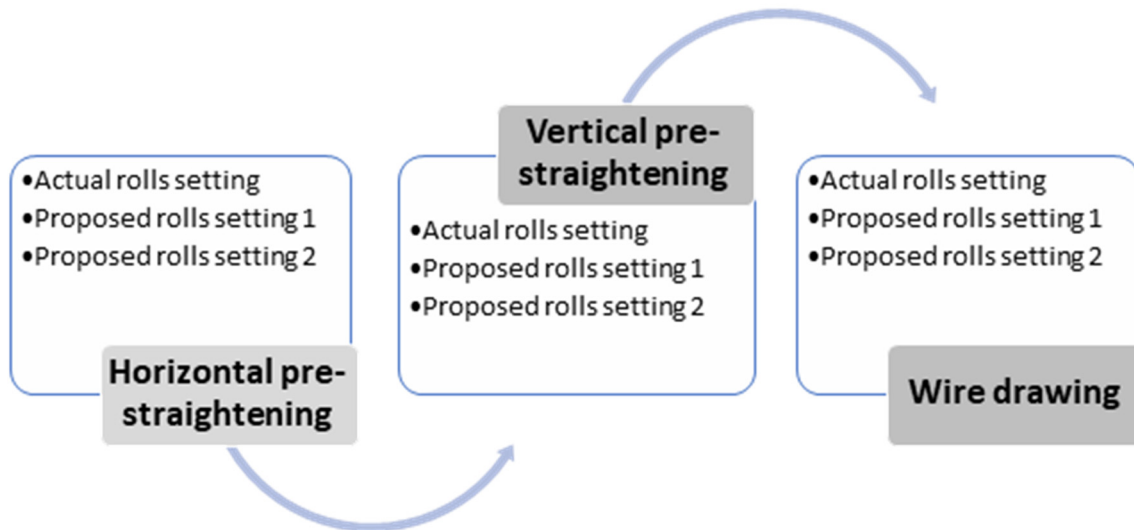 •Actual rolls setting
•Proposed rolls setting 1
•Proposed rolls setting 2
Horizontal pre-
straightening
Vertical pre-
straightening
•Actual rolls setting
•Proposed rolls setting 1
•Proposed rolls setting 2
•Actual rolls setting
•Proposed rolls setting 1
•Proposed rolls setting 2
Wire drawing